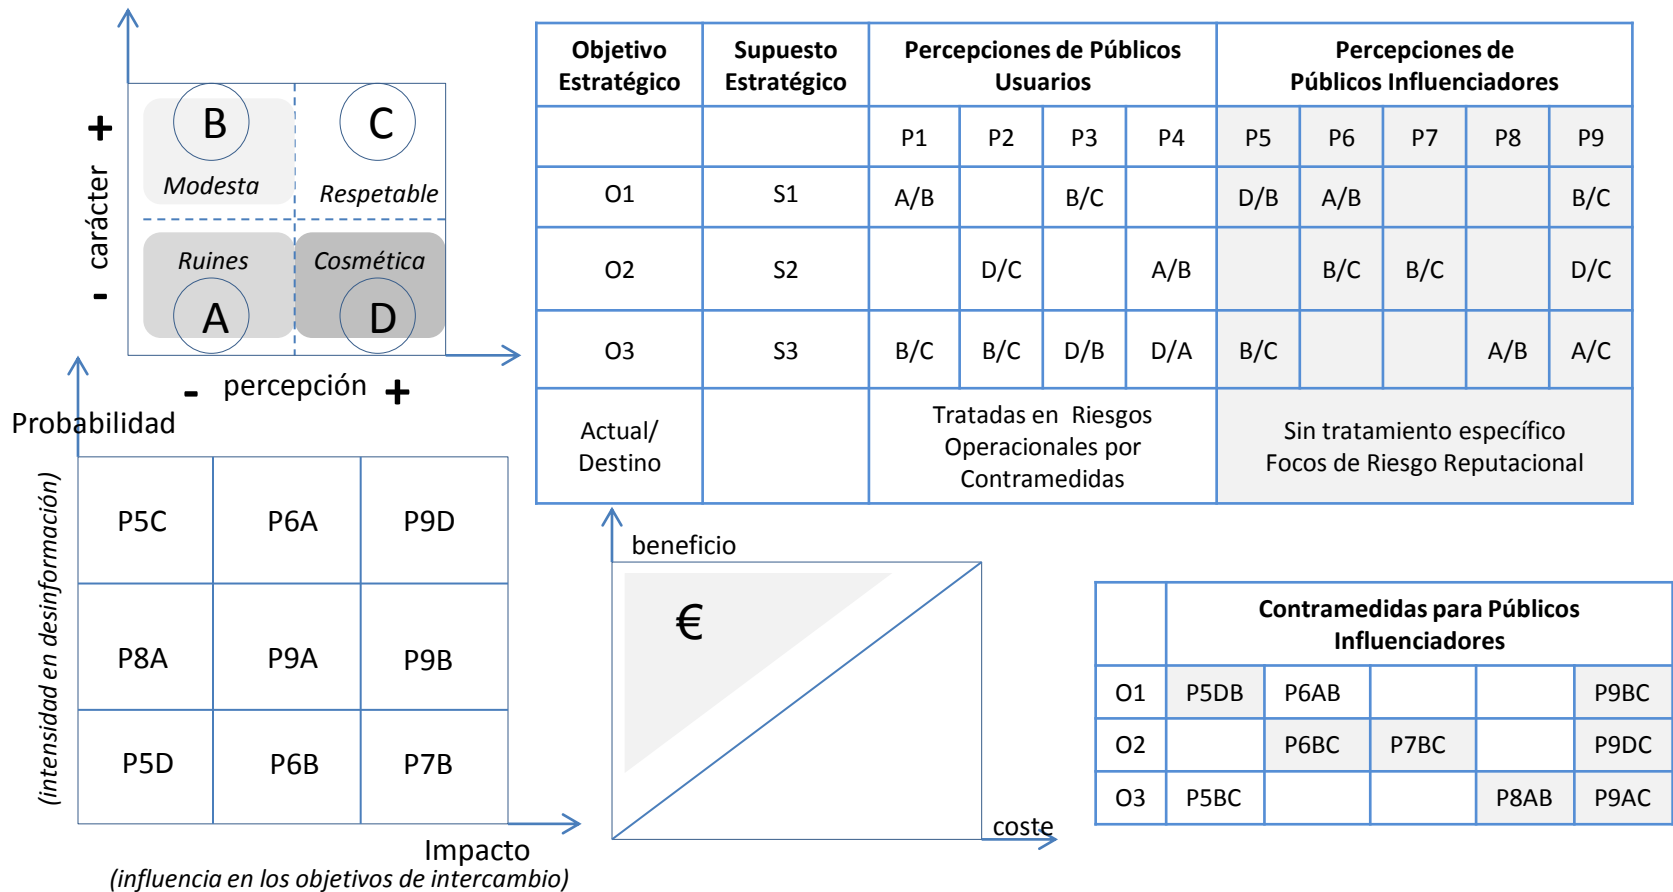 +
carácter
-
B
Modesta
C
Respetable
Ruines
A
Cosmética
D
- percepción +
Objetivo Estratégico
Supuesto Estratégico
Percepciones de Públicos Usuarios
Percepciones de Públicos Influenciadores
P1 P2 P3 P4 P5 P6 P7 P8 P9
O1 S1 A/B B/C D/B A/B B/C
O2 S2 D/C A/B B/C B/C D/C
O3 S3 B/C B/C D/B D/A B/C A/B A/C
Actual/ Destino
Tratadas en Riesgos Operacionales por Contramedidas
Sin tratamiento específico Focos de Riesgo Reputacional
Probabilidad
(intensidad en desinformación)
P5C P6A P9D
P8A P9A P9B
P5D P6B P7B
Impacto
(influencia en los objetivos de intercambio)
beneficio
€
coste
Contramedidas para Públicos Influenciadores
O1 P5DB P6AB P9BC
O2 P6BC P7BC P9DC
O3 P5BC P8AB P9AC